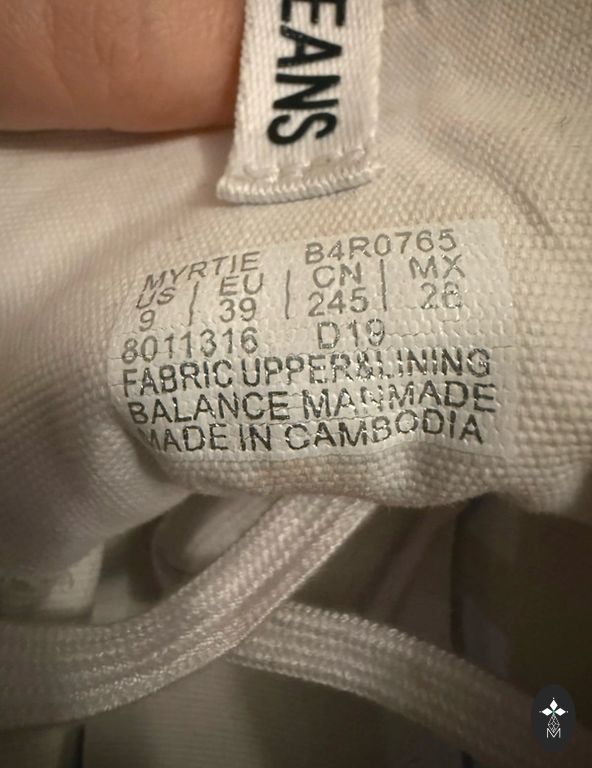 EANS
MYRTIE B4R0765
US | EU | CN | MX
9 | 39 | 245 | 26
8011316 D19
FABRIC UPPER&LINING
BALANCE MANMADE
MADE IN CAMBODIA
M